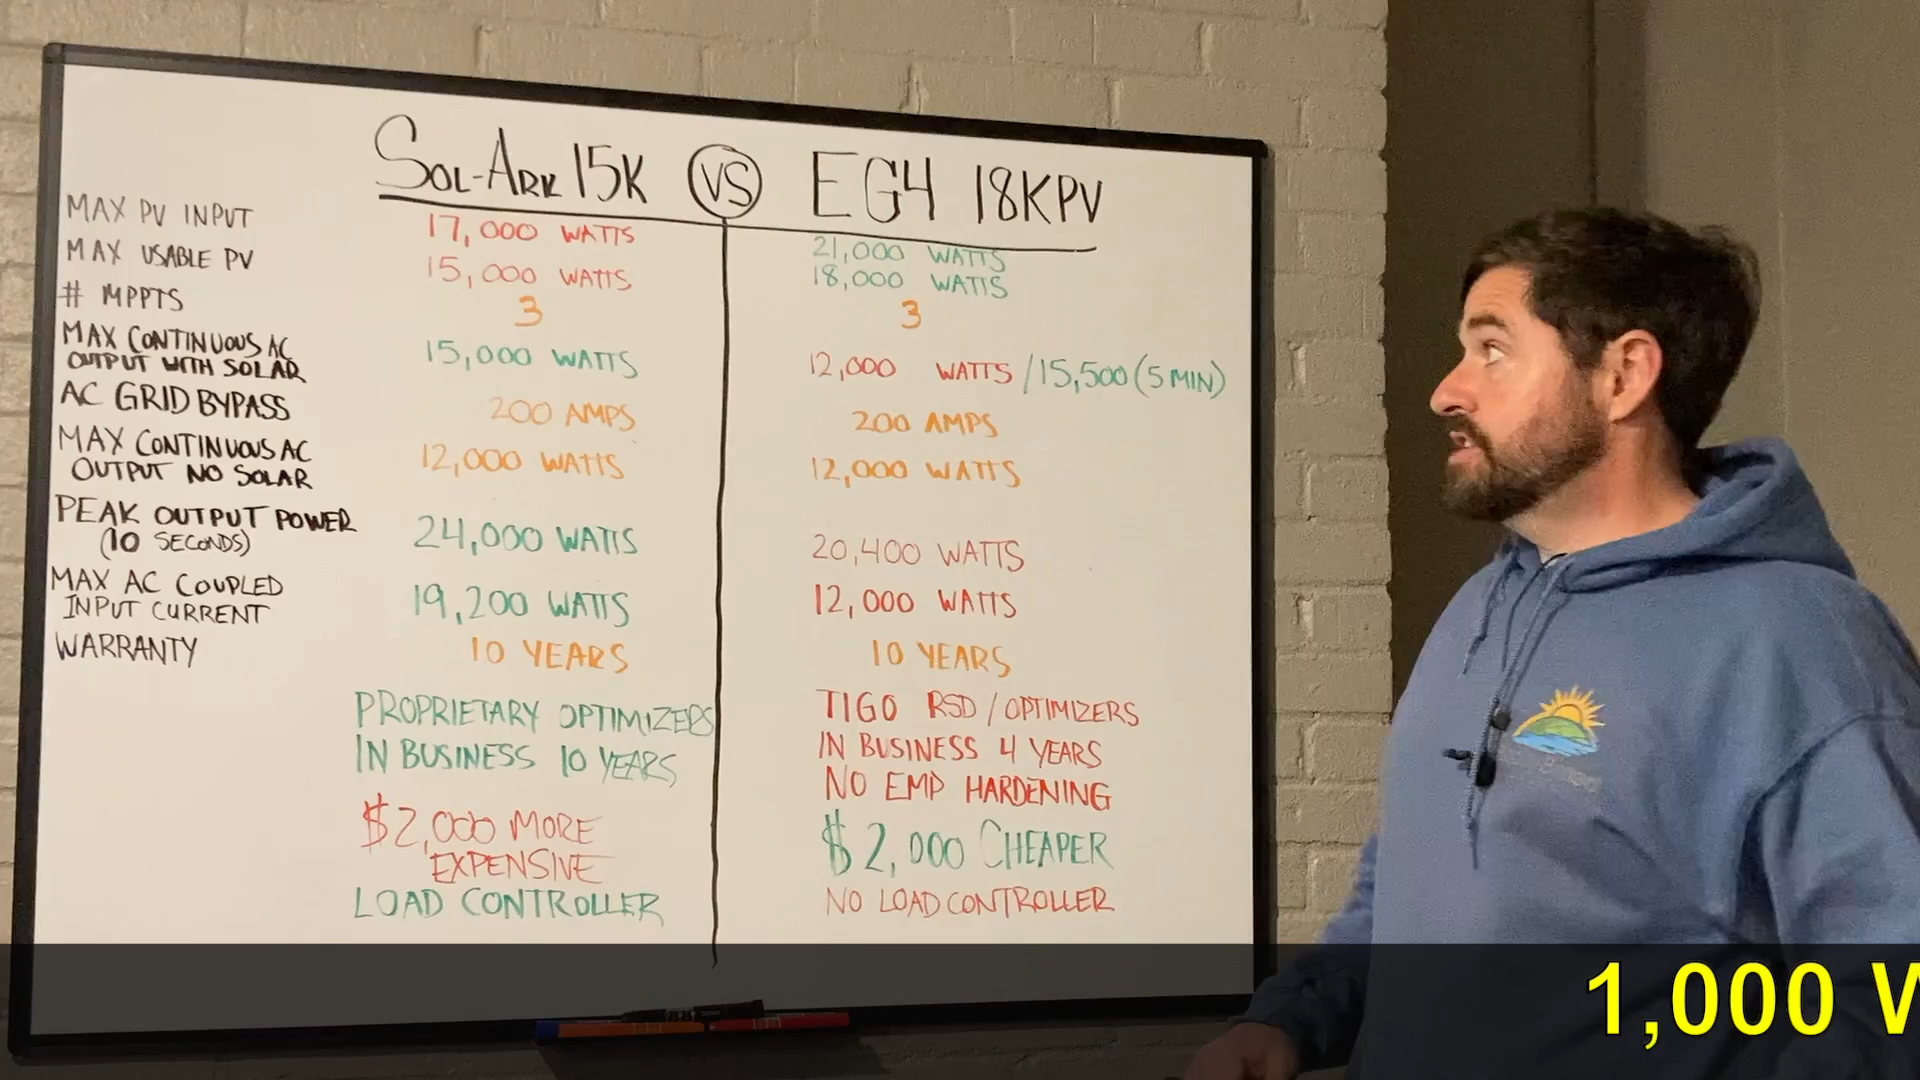 SOL-ARK 15K VS EG4 18KPV
MAX PV INPUT 17,000 WATTS 21,000 WATTS
MAX USABLE PV 15,000 WATTS 18,000 WATTS
# MPPTS 3 3
MAX CONTINUOUS AC
OUTPUT WITH SOLAR 15,000 WATTS 12,000 WATTS / 15,500 (5 MIN)
AC GRID BYPASS 200 AMPS 200 AMPS
MAX CONTINUOUS AC
OUTPUT NO SOLAR 12,000 WATTS 12,000 WATTS
PEAK OUTPUT POWER
(10 SECONDS) 24,000 WATTS 20,400 WATTS
MAX AC COUPLED
INPUT CURRENT 19,200 WATTS 12,000 WATTS
WARRANTY 10 YEARS 10 YEARS
PROPRIETARY OPTIMIZERS TIGO RSD / OPTIMIZERS
IN BUSINESS 10 YEARS IN BUSINESS 4 YEARS
NO EMP HARDENING
$2,000 MORE
EXPENSIVE $2,000 CHEAPER
LOAD CONTROLLER NO LOAD CONTROLLER
1,000